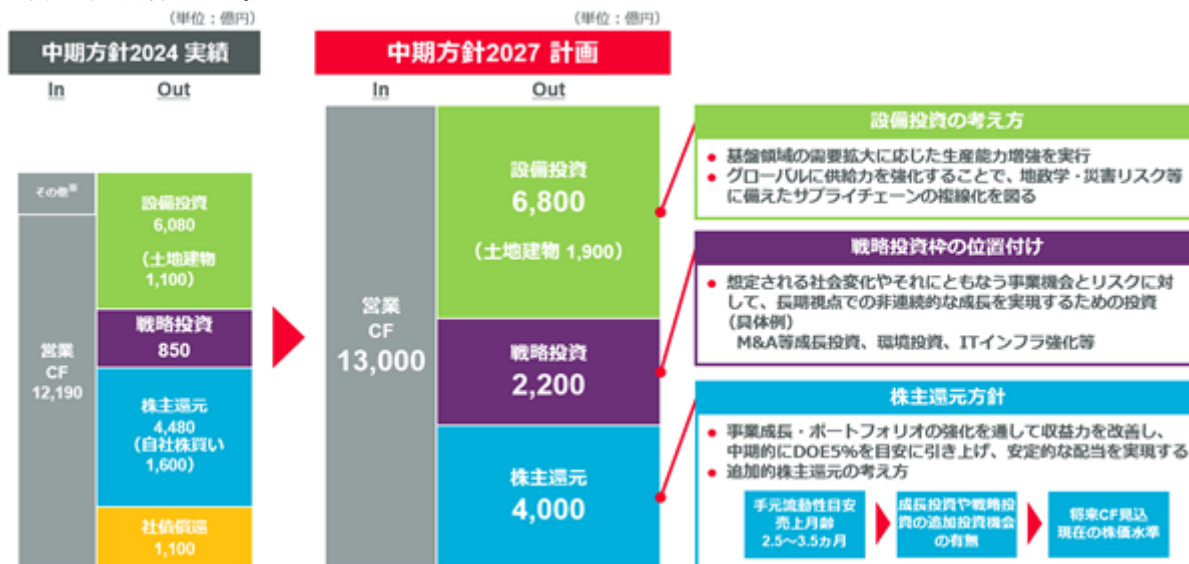 （単位：億円）
中期方針2024 実績
In
Out
その他※
営業
CF
12,190
設備投資
6,080
（土地建物
1,100）
戦略投資
850
株主還元
4,480
（自社株買い
1,600）
社債償還
1,100
（単位：億円）
中期方針2027 計画
In
Out
営業
CF
13,000
設備投資
6,800
（土地建物 1,900）
戦略投資
2,200
株主還元
4,000
設備投資の考え方
● 基盤領域の需要拡大に応じた生産能力増強を実行
● グローバルに供給力を強化することで、地政学・災害リスク等
に備えたサプライチェーンの複線化を図る
戦略投資枠の位置付け
● 想定される社会変化やそれにともなう事業機会とリスクに対
して、長期視点での非連続的な成長を実現するための投資
（具体例）
M&A等成長投資、環境投資、ITインフラ強化等
株主還元方針
● 事業成長・ポートフォリオの強化を通して収益力を改善し、
中期的にDOE5%を目安に引き上げ、安定的な配当を実現する
● 追加的株主還元の考え方
手元流動性目安
売上月齢
2.5～3.5カ月
成長投資や戦略投
資の追加投資機会
の有無
将来CF見込
現在の株価水準